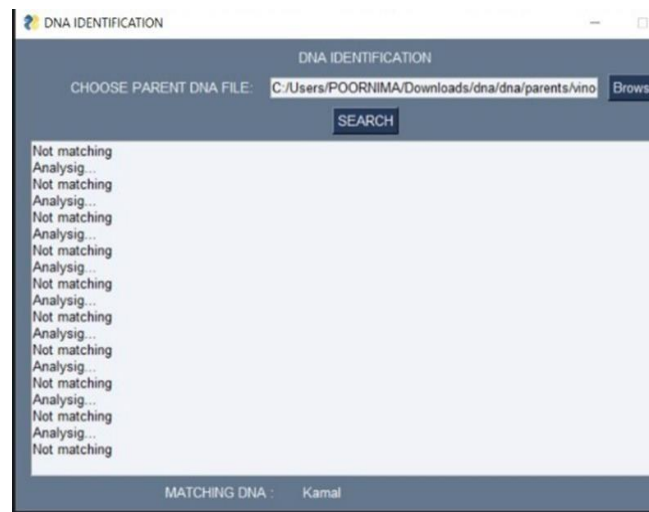 DNA IDENTIFICATION
DNA IDENTIFICATION
CHOOSE PARENT DNA FILE: C:/Users/POORNIMA/Downloads/dna/dna/parents/vino Brows
SEARCH
Not matching
Analysig...
Not matching
Analysig...
Not matching
Analysig...
Not matching
Analysig...
Not matching
Analysig...
Not matching
Analysig...
Not matching
Analysig...
Not matching
Analysig...
Not matching
Analysig...
Not matching
MATCHING DNA : Kamal